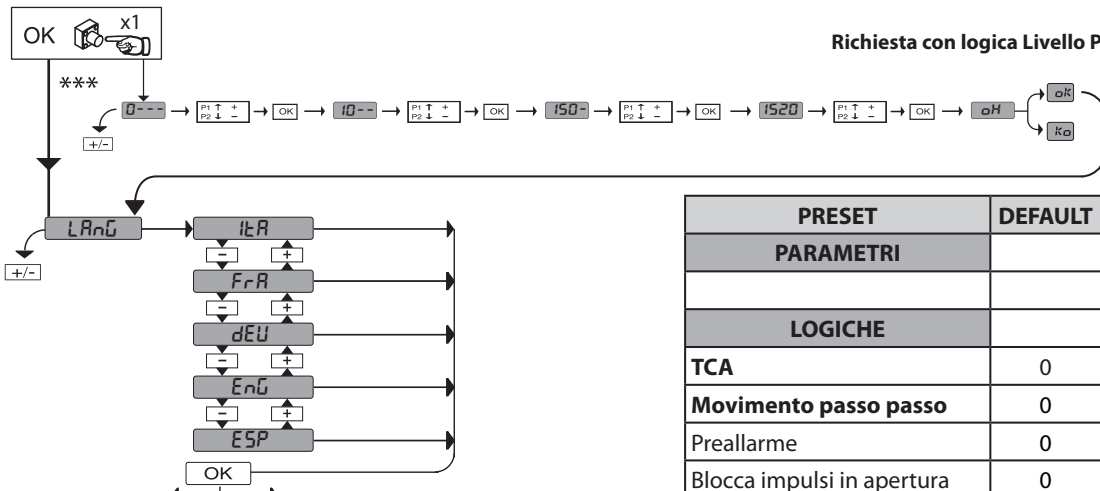 OK x1
Richiesta con logica Livello P
***
0--- P1 ↑ + P2 ↓ - OK 10-- P1 ↑ + P2 ↓ - OK 150- P1 ↑ + P2 ↓ - OK 1520 P1 ↑ + P2 ↓ - OK oH oK
+/- Ko
LAnG ItA
- +
+/-
FrA
- +
dEU
- +
EnG
- +
ESP
OK
PRESET DEFAULT
PARAMETRI
LOGICHE
TCA 0
Movimento passo passo 0
Preallarme 0
Blocca impulsi in apertura 0